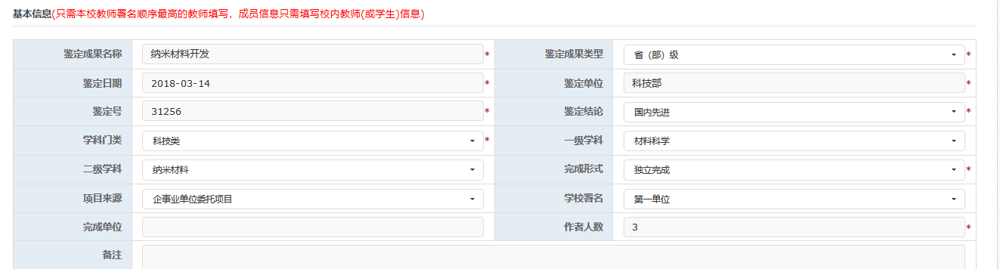 基本信息(只需本校教师署名顺序最高的教师填写，成员信息只需填写校内教师(或学生)信息)
鉴定成果名称 纳米材料开发 * 鉴定成果类型 省（部）级 *
鉴定日期 2018-03-14 * 鉴定单位 科技部 *
鉴定号 31256 * 鉴定结论 国内先进 *
学科门类 科技类 * 一级学科 材料科学
二级学科 纳米材料 完成形式 独立完成 *
项目来源 企事业单位委托项目 学校署名 第一单位
完成单位 作者人数 3 *
备注